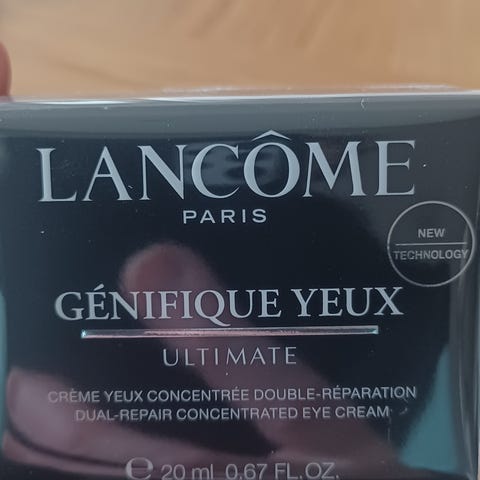 LANCÔME
PARIS
NEW
TECHNOLOGY
GÉNIFIQUE YEUX
ULTIMATE
CRÈME YEUX CONCENTRÉE DOUBLE-RÉPARATION
DUAL-REPAIR CONCENTRATED EYE CREAM
℮ 20 ml 0.67 FL.OZ.